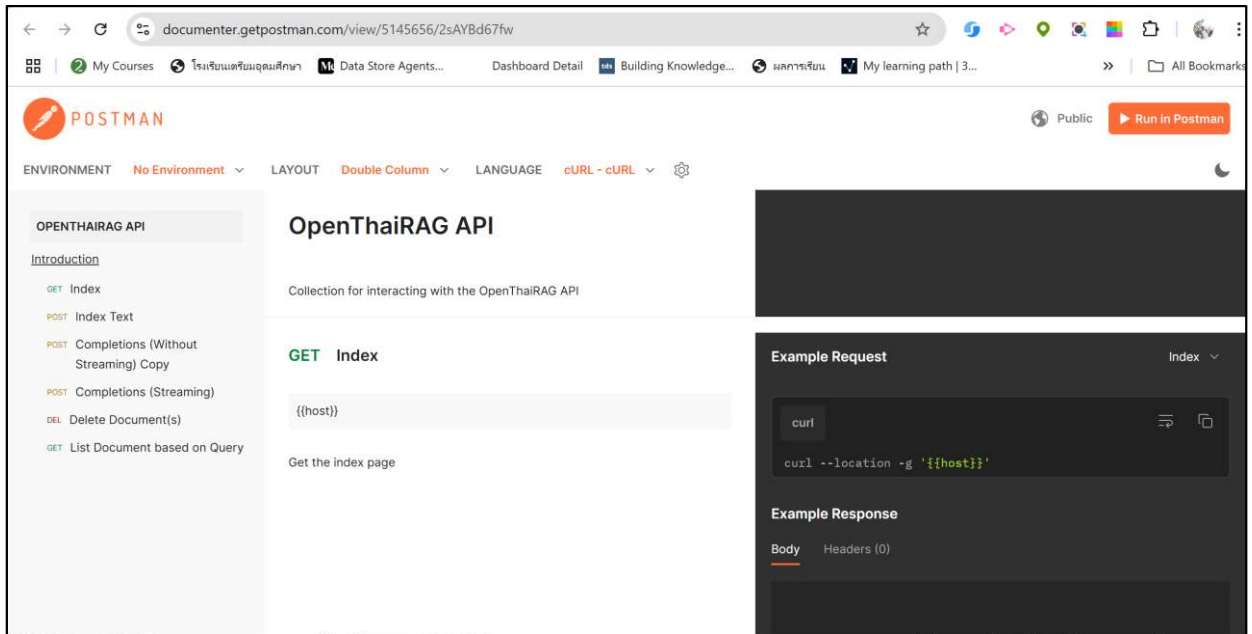 documenter.getpostman.com/view/5145656/2sAYBd67fw
My Courses โรงเรียนเตรียมอุดมศึกษา Data Store Agents... Dashboard Detail tds Building Knowledge... ผลการเรียน My learning path | 3... » All Bookmarks
POSTMAN
Public
Run in Postman
ENVIRONMENT No Environment LAYOUT Double Column LANGUAGE cURL - cURL
OPENTHAIRAG API
Introduction
GET Index
POST Index Text
POST Completions (Without
Streaming) Copy
POST Completions (Streaming)
DEL Delete Document(s)
GET List Document based on Query
OpenThaiRAG API
Collection for interacting with the OpenThaiRAG API
GET Index
{{host}}
Get the index page
Example Request Index
curl
curl --location -g '{{host}}'
Example Response
Body Headers (0)